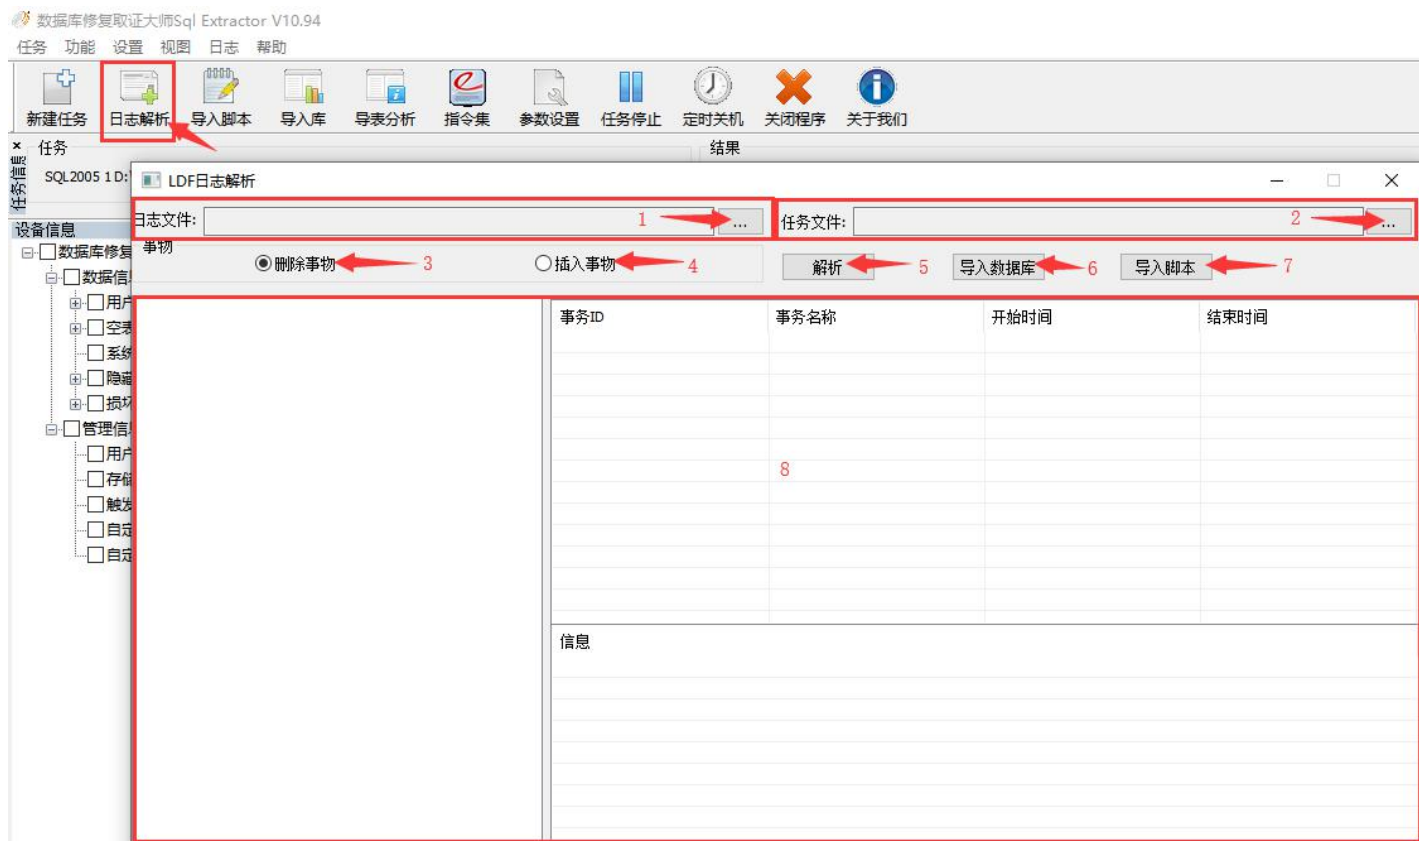 数据库修复取证大师Sql Extractor V10.94
任务 功能 设置 视图 日志 帮助
新建任务 日志解析 导入脚本 导入库 导表分析 指令集 参数设置 任务停止 定时关机 关闭程序 关于我们
× 任务 结果
任务信息
SQL2005 1 D:\
LDF日志解析
日志文件: 1 ... 任务文件: 2 ...
设备信息
事物
删除事物 3 插入事物 4 解析 5 导入数据库 6 导入脚本 7
数据库修复
数据信
用户
空表
系统
隐藏
损坏
管理信
用户
存储
触发
自定
自定
事务ID 事务名称 开始时间 结束时间
8
信息